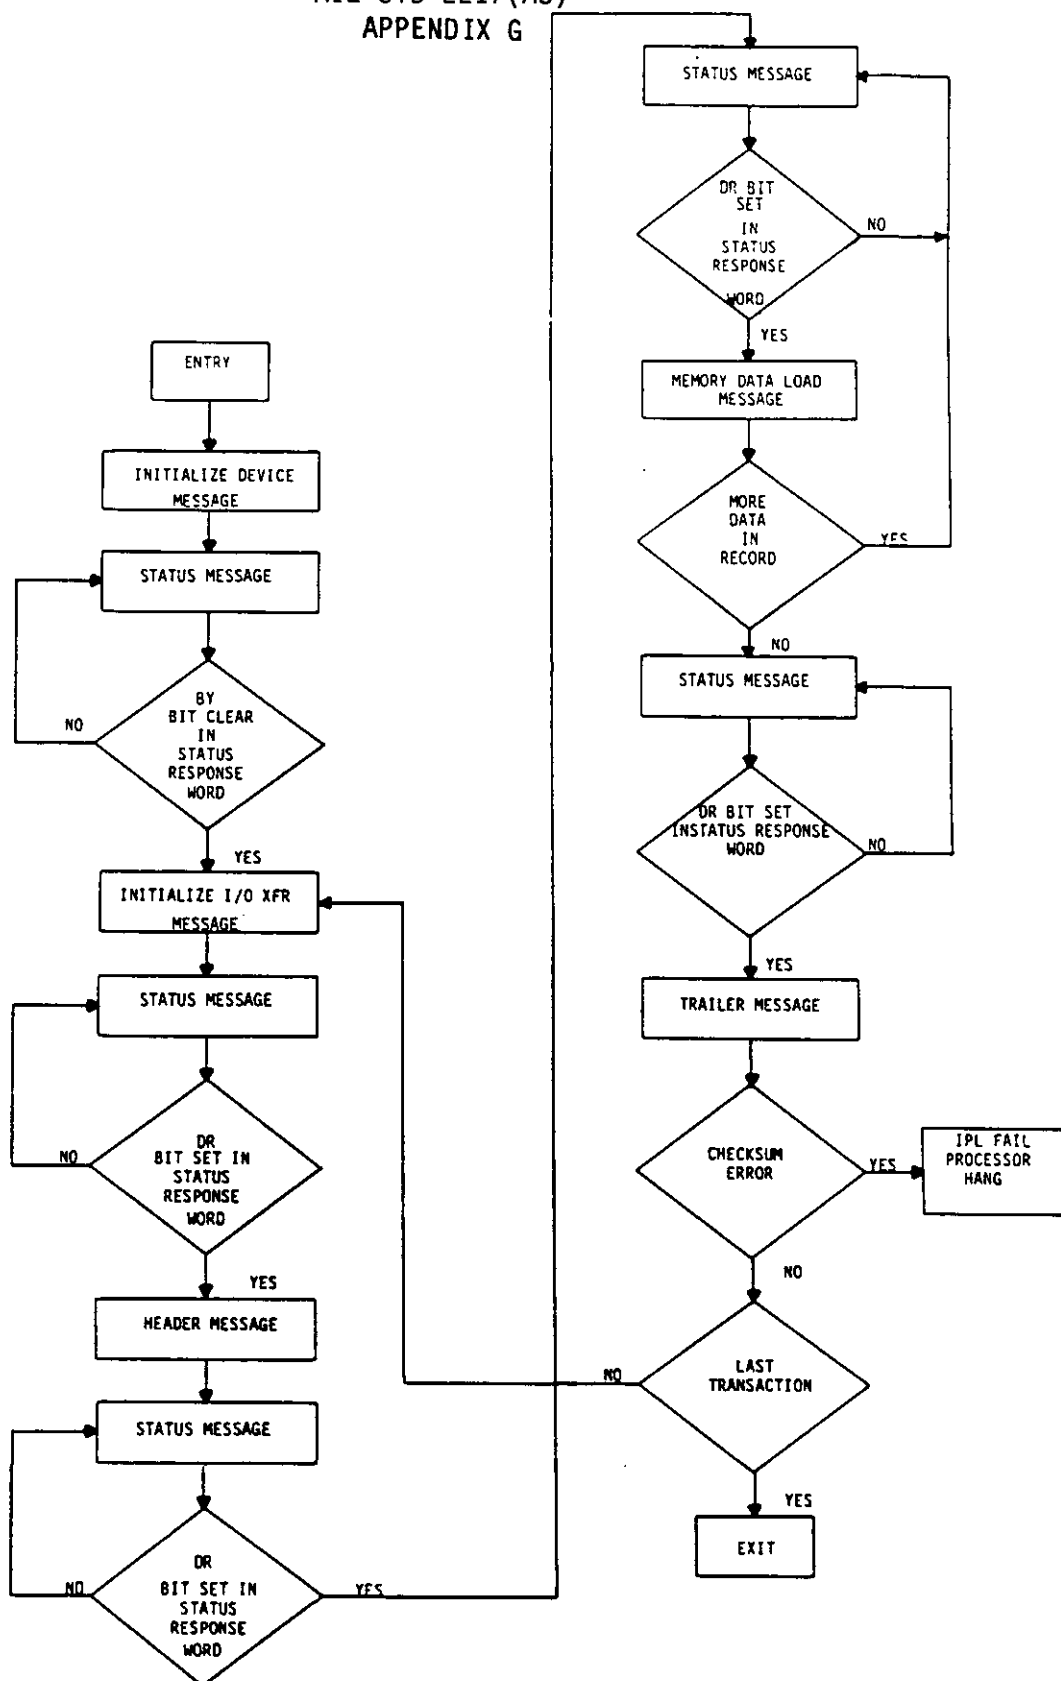 APPENDIX G
ENTRY
INITIALIZE DEVICE
MESSAGE
STATUS MESSAGE
BY
BIT CLEAR
IN
STATUS
RESPONSE
WORD
NO
YES
INITIALIZE I/O XFR
MESSAGE
STATUS MESSAGE
DR
BIT SET IN
STATUS
RESPONSE
WORD
NO
YES
HEADER MESSAGE
STATUS MESSAGE
DR
BIT SET IN
STATUS
RESPONSE
WORD
NO
YES
STATUS MESSAGE
DR BIT
SET
IN
STATUS
RESPONSE
WORD
NO
YES
MEMORY DATA LOAD
MESSAGE
MORE
DATA
IN
RECORD
YES
NO
STATUS MESSAGE
DR BIT SET
INSTATUS RESPONSE
WORD
NO
YES
TRAILER MESSAGE
CHECKSUM
ERROR
YES
IPL FAIL
PROCESSOR
HANG
NO
LAST
TRANSACTION
NO
YES
EXIT